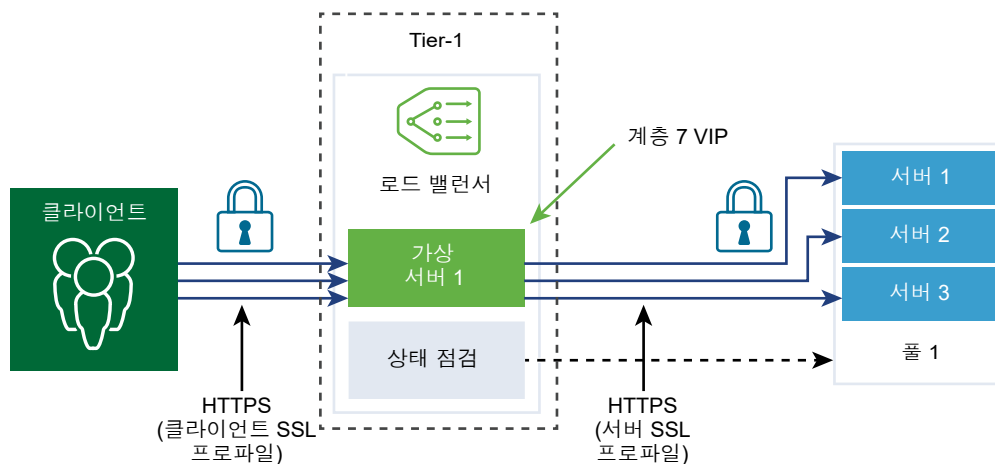 Tier-1
로드 밸런서
계층 7 VIP
클라이언트
가상
서버 1
상태 점검
서버 1
서버 2
서버 3
풀 1
HTTPS
(클라이언트 SSL
프로파일)
HTTPS
(서버 SSL
프로파일)